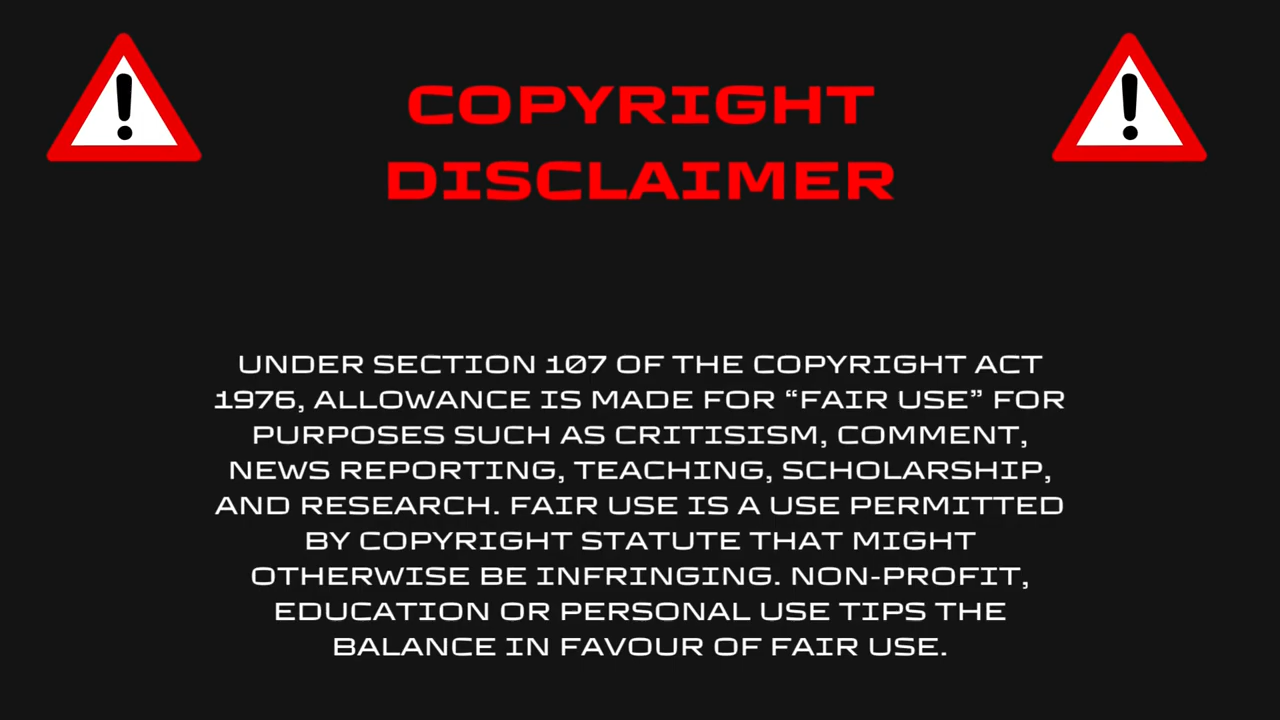 COPYRIGHT
DISCLAIMER
UNDER SECTION 107 OF THE COPYRIGHT ACT
1976, ALLOWANCE IS MADE FOR “FAIR USE” FOR
PURPOSES SUCH AS CRITISISM, COMMENT,
NEWS REPORTING, TEACHING, SCHOLARSHIP,
AND RESEARCH. FAIR USE IS A USE PERMITTED
BY COPYRIGHT STATUTE THAT MIGHT
OTHERWISE BE INFRINGING. NON-PROFIT,
EDUCATION OR PERSONAL USE TIPS THE
BALANCE IN FAVOUR OF FAIR USE.